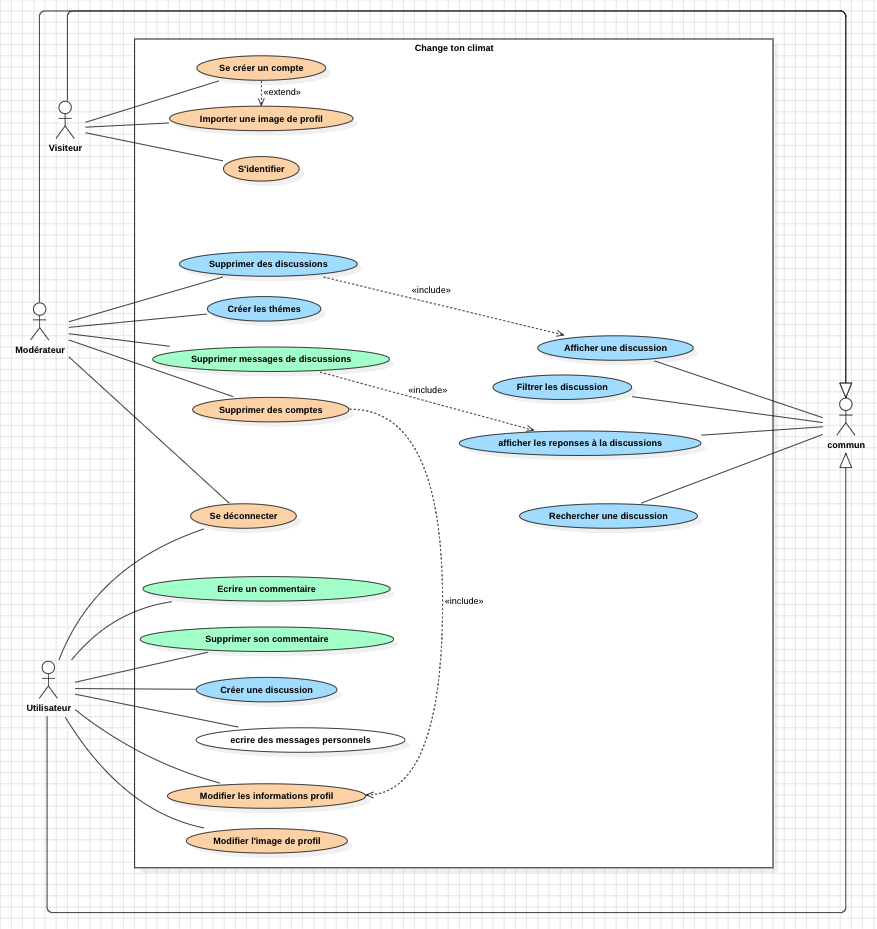 Change ton climat
Se créer un compte
«extend»
Importer une image de profil
Visiteur
S'identifier
Supprimer des discussions
«include»
Créer les thémes
Modérateur
Afficher une discussion
Supprimer messages de discussions
Filtrer les discussion
«include»
Supprimer des comptes
commun
afficher les reponses à la discussions
Se déconnecter
Rechercher une discussion
Ecrire un commentaire
«include»
Supprimer son commentaire
Créer une discussion
Utilisateur
ecrire des messages personnels
Modifier les informations profil
Modifier l'image de profil